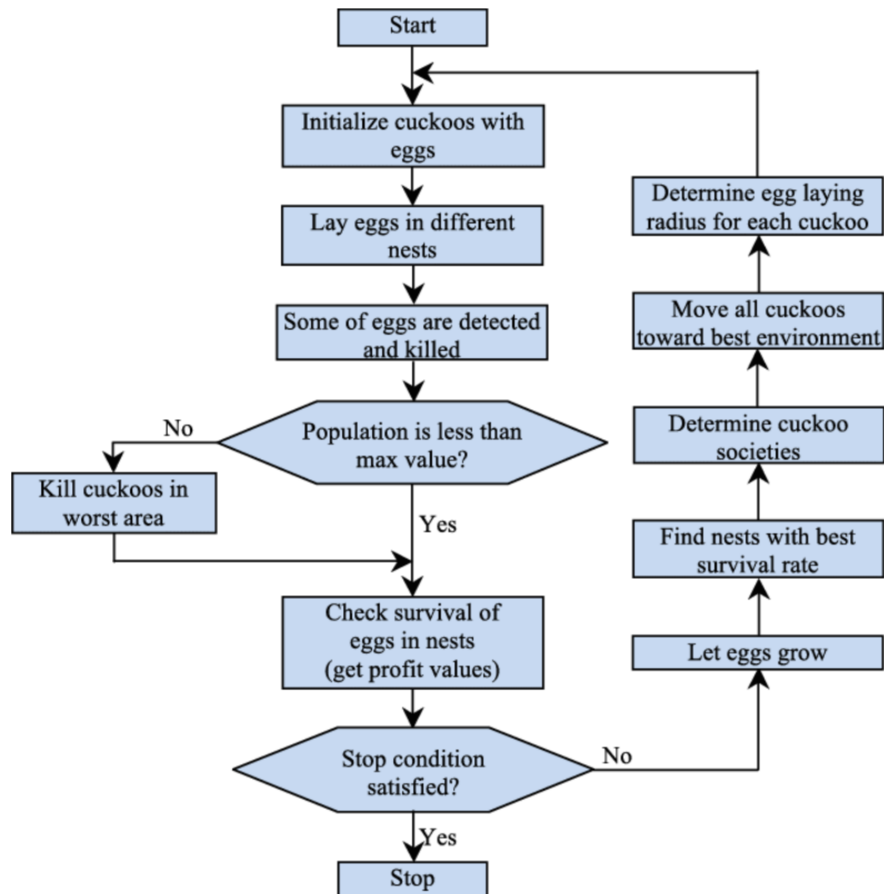 Start
Initialize cuckoos with
eggs
Lay eggs in different
nests
Some of eggs are detected
and killed
Population is less than
max value?
No
Kill cuckoos in
worst area
Yes
Check survival of
eggs in nests
(get profit values)
Stop condition
satisfied?
No
Yes
Stop
Let eggs grow
Find nests with best
survival rate
Determine cuckoo
societies
Move all cuckoos
toward best environment
Determine egg laying
radius for each cuckoo